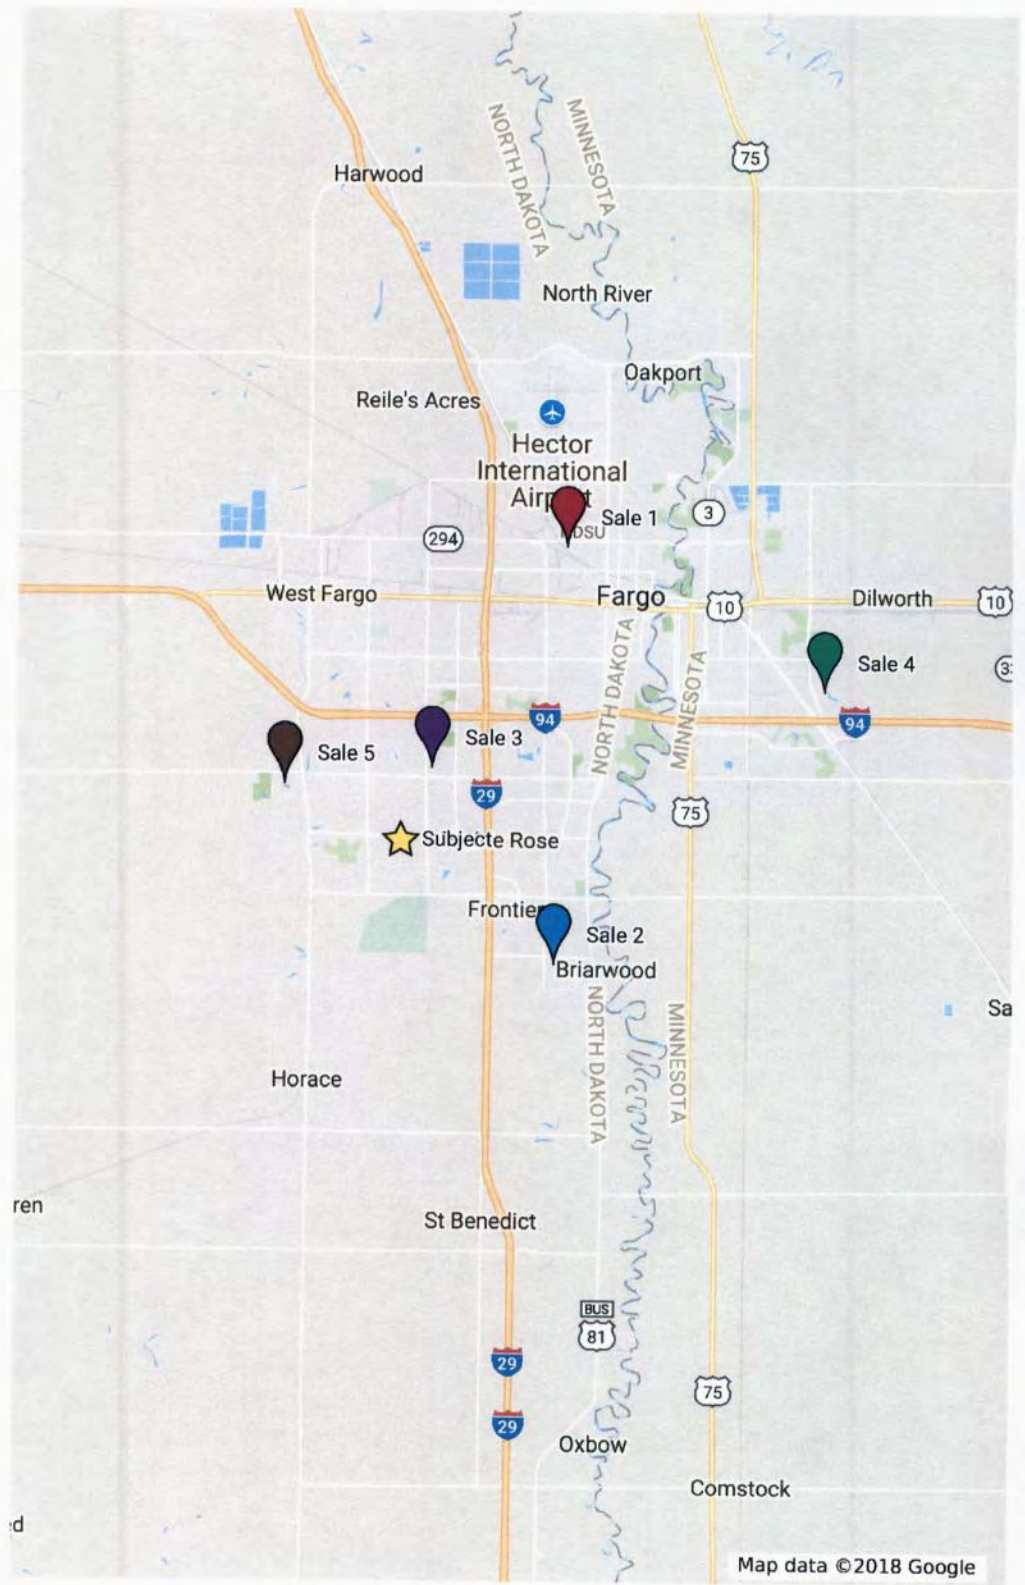 NORTH DAKOTA
MINNESOTA
75
Harwood
North River
Oakport
Reile's Acres
Hector
International
Airport
Sale 1
3
NDSU
294
West Fargo
Fargo
10
Dilworth
10
NORTH DAKOTA
MINNESOTA
Sale 4
94
94
Sale 3
Sale 5
29
75
Subjecte Rose
Frontier
Sale 2
Briarwood
NORTH DAKOTA
MINNESOTA
Sa
Horace
ren
St Benedict
BUS
81
29
75
29
Oxbow
Comstock
Map data ©2018 Google